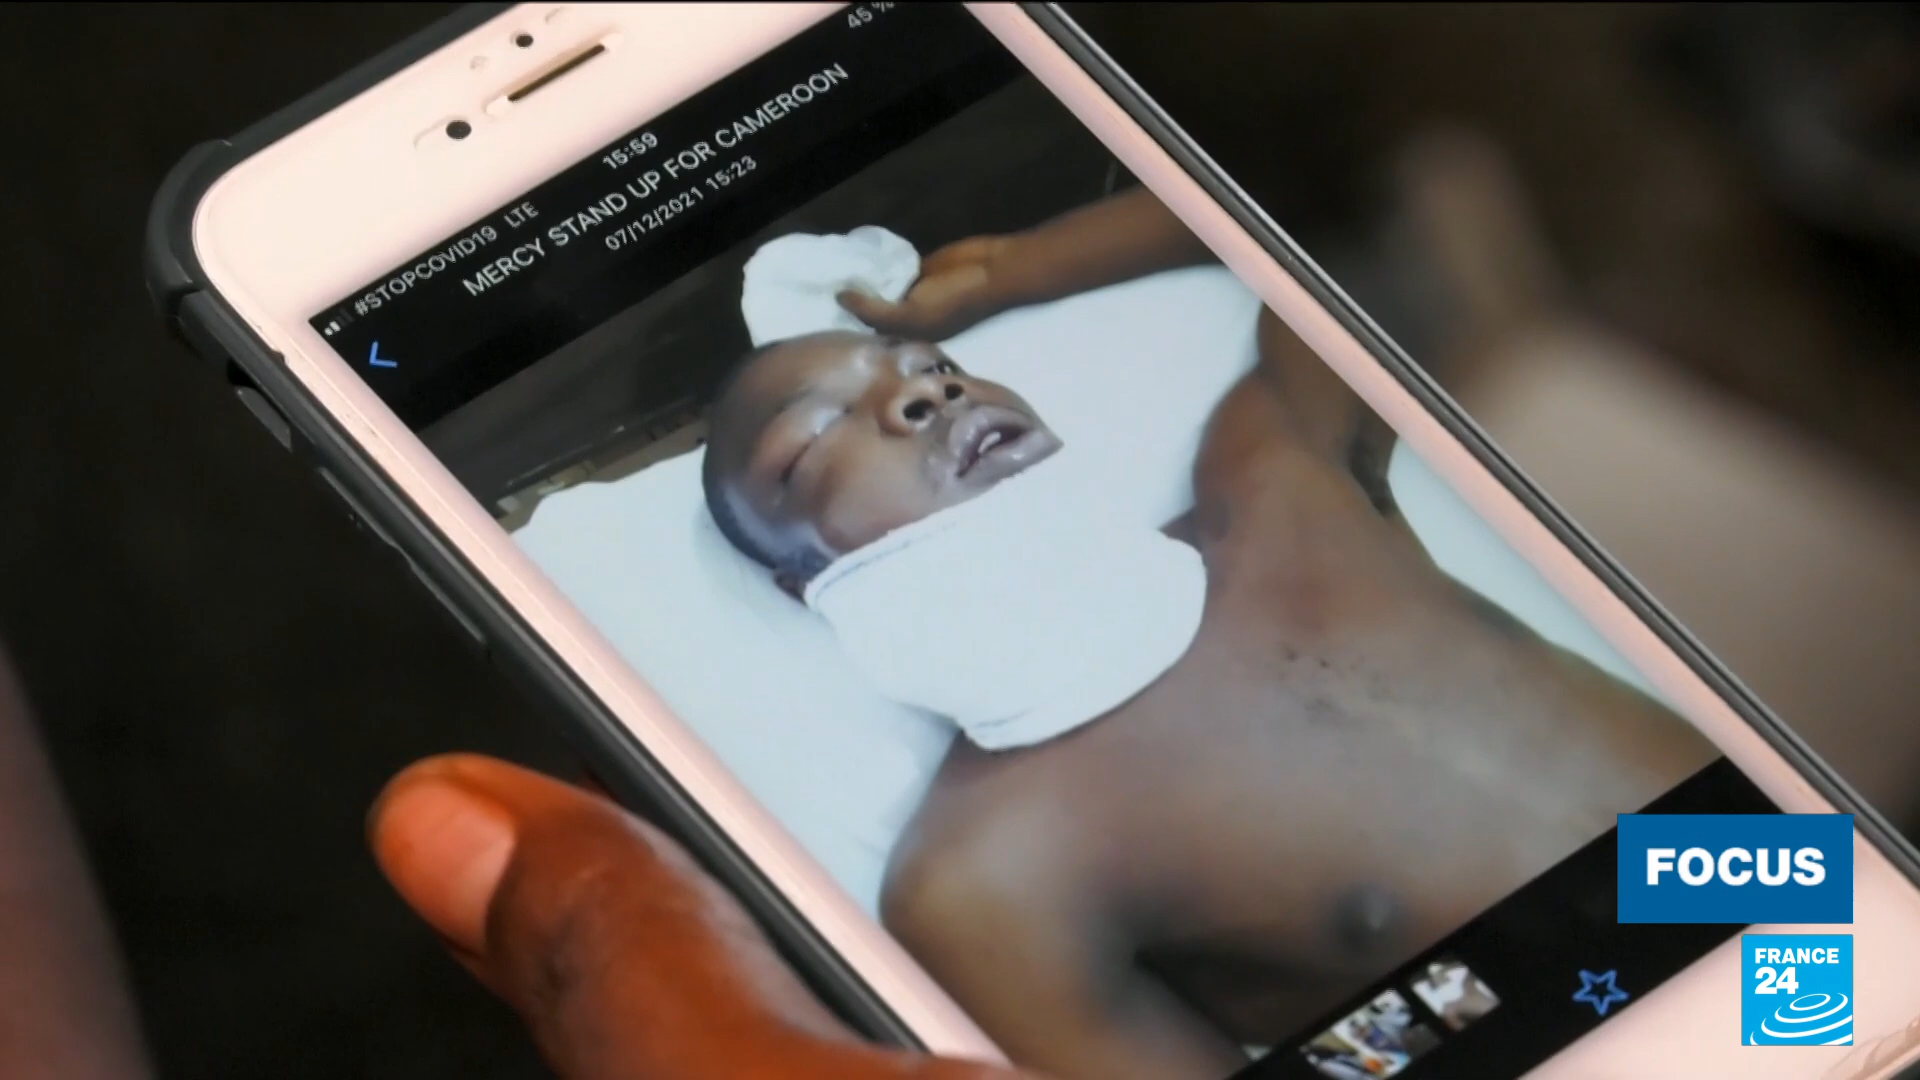 #STOPCOVID19 LTE
15:59
45 %
MERCY STAND UP FOR CAMEROON
07/12/2021 15:23
FOCUS
FRANCE
24